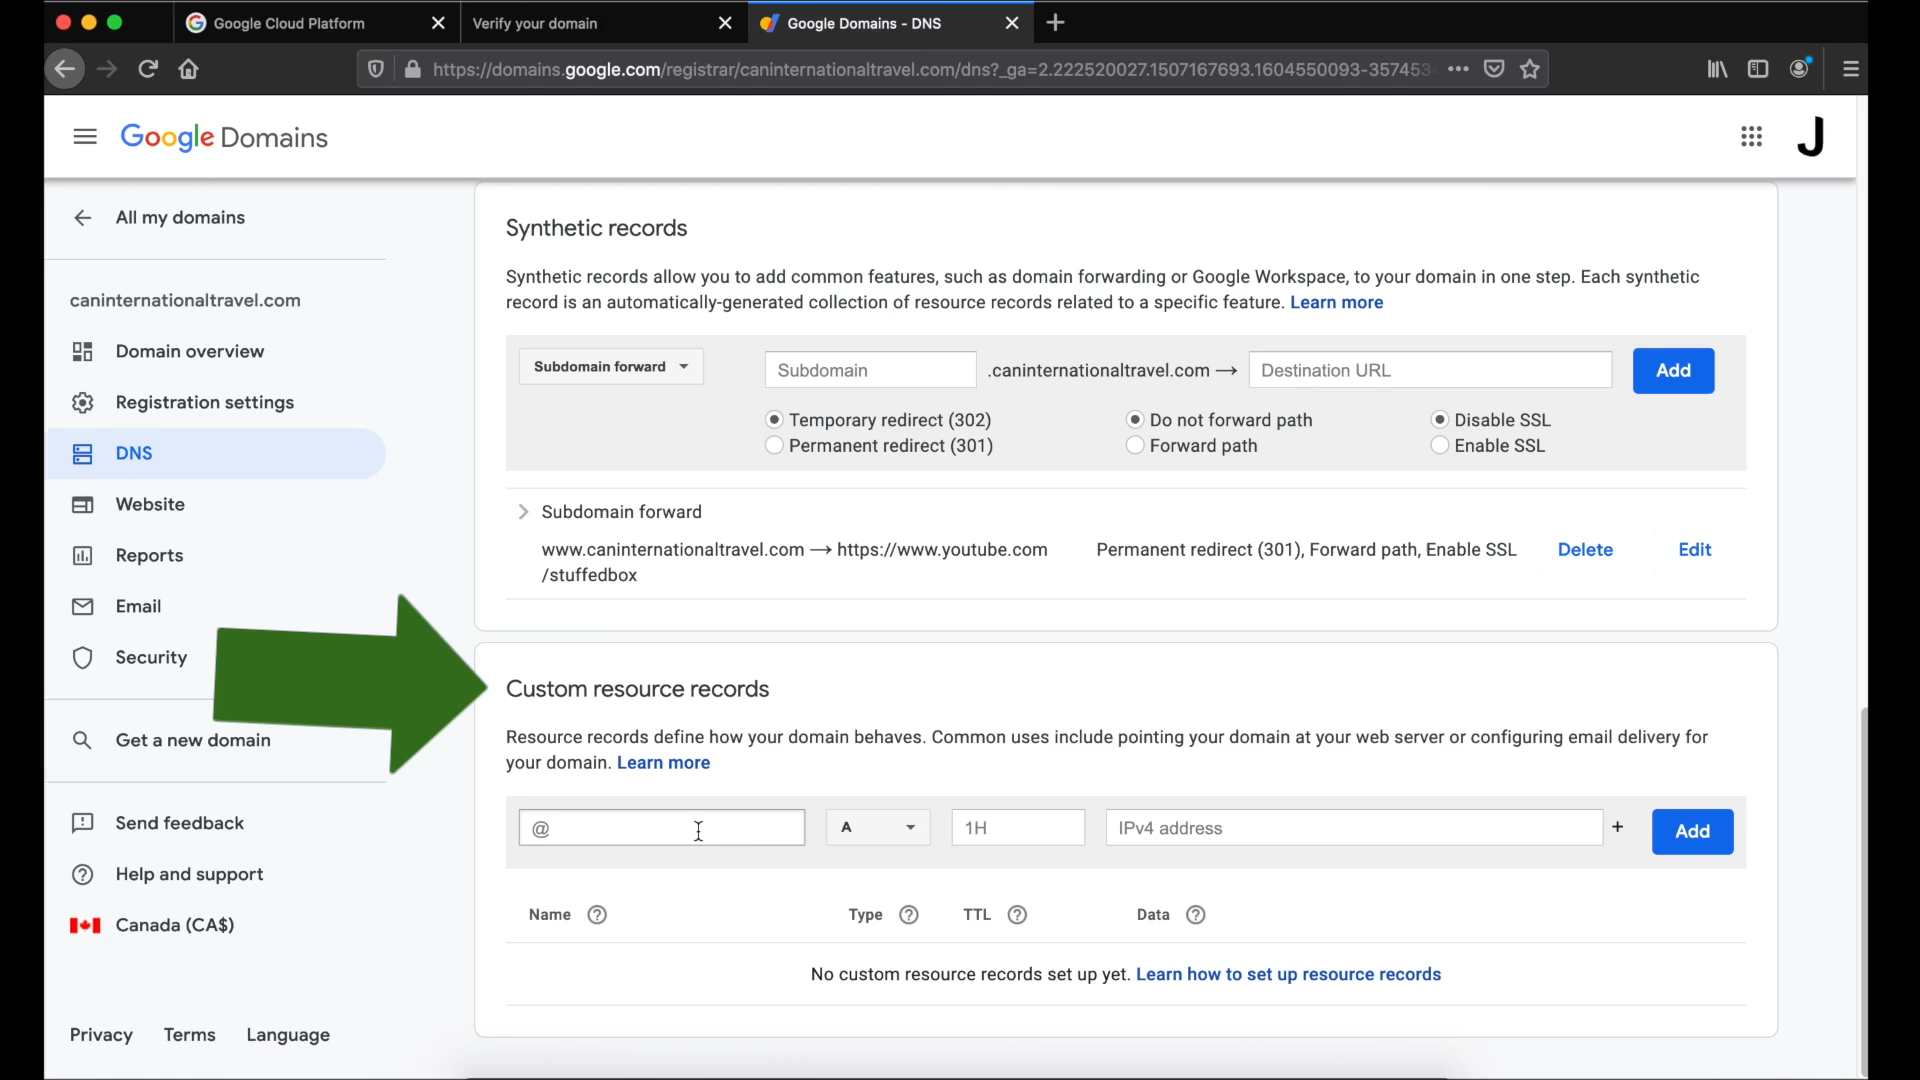 Google Cloud Platform
Verify your domain
Google Domains - DNS
https://domains.google.com/registrar/caninternationaltravel.com/dns?_ga=2.222520027.1507167693.1604550093-357453
Google Domains
J
All my domains
caninternationaltravel.com
Domain overview
Registration settings
DNS
Website
Reports
Email
Security
Get a new domain
Send feedback
Help and support
Canada (CA$)
Privacy Terms Language
Synthetic records
Synthetic records allow you to add common features, such as domain forwarding or Google Workspace, to your domain in one step. Each synthetic
record is an automatically-generated collection of resource records related to a specific feature. Learn more
Subdomain forward Subdomain .caninternationaltravel.com → Destination URL Add
Temporary redirect (302) Do not forward path Disable SSL
Permanent redirect (301) Forward path Enable SSL
Subdomain forward
www.caninternationaltravel.com → https://www.youtube.com Permanent redirect (301), Forward path, Enable SSL Delete Edit
/stuffedbox
Custom resource records
Resource records define how your domain behaves. Common uses include pointing your domain at your web server or configuring email delivery for
your domain. Learn more
@ A 1H IPv4 address + Add
Name ? Type ? TTL ? Data ?
No custom resource records set up yet. Learn how to set up resource records